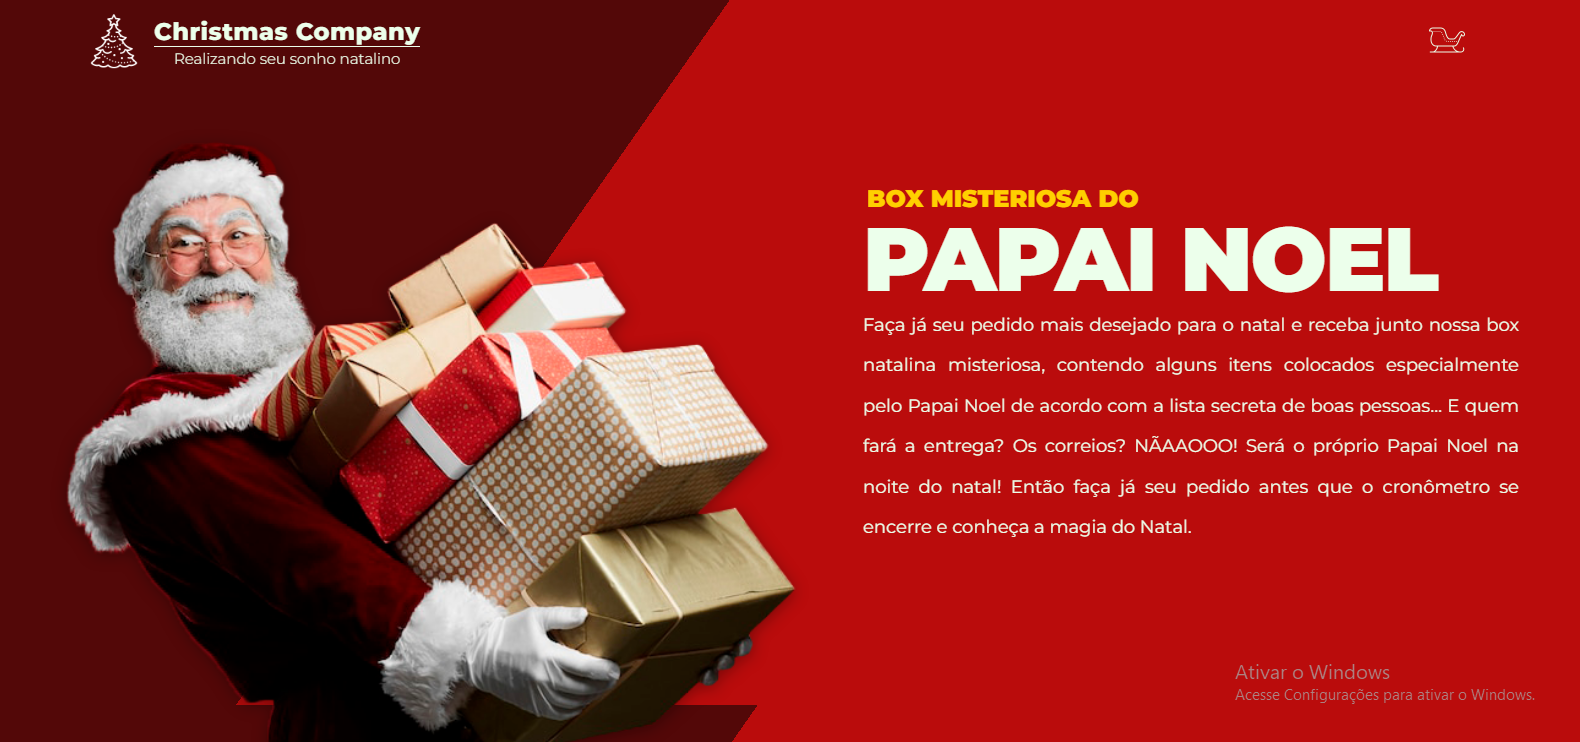 Christmas Company
Realizando seu sonho natalino
BOX MISTERIOSA DO
PAPAI NOEL
Faça já seu pedido mais desejado para o natal e receba junto nossa box
natalina misteriosa, contendo alguns itens colocados especialmente
pelo Papai Noel de acordo com a lista secreta de boas pessoas... E quem
fará a entrega? Os correios? NÃAAOOO! Será o próprio Papai Noel na
noite do natal! Então faça já seu pedido antes que o cronômetro se
encerre e conheça a magia do Natal.
Ativar o Windows
Acesse Configurações para ativar o Windows.